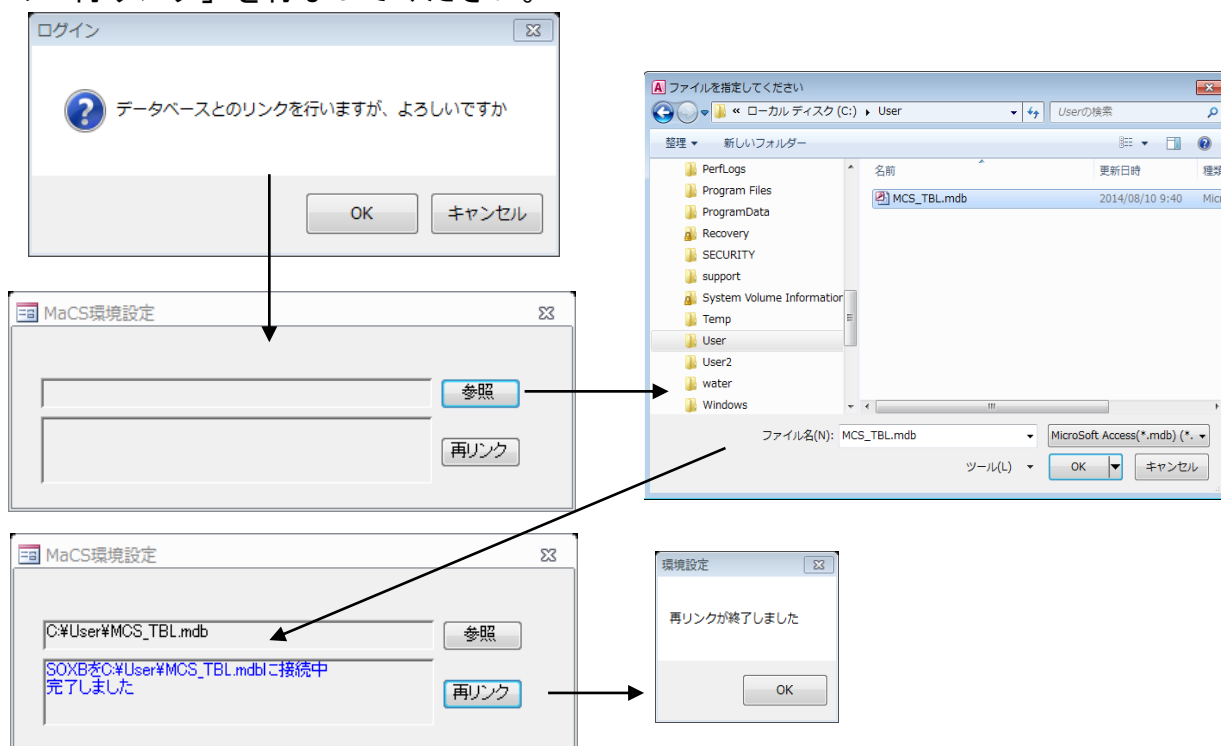 ログイン
データベースとのリンクを行いますが、よろしいですか
OK
キャンセル
MaCS環境設定
参照
再リンク
ファイルを指定してください
« ローカル ディスク (C:) ▸ User
Userの検索
整理 ▼ 新しいフォルダー
PerfLogs
Program Files
ProgramData
Recovery
SECURITY
support
System Volume Information
Temp
User
User2
water
Windows
名前 更新日時 種類
MCS_TBL.mdb 2014/08/10 9:40 Micr
ファイル名(N): MCS_TBL.mdb
MicroSoft Access(*.mdb) (*.
ツール(L)
OK
キャンセル
MaCS環境設定
C:¥User¥MCS_TBL.mdb
参照
SOXBをC:¥User¥MCS_TBL.mdbに接続中
完了しました
再リンク
環境設定
再リンクが終了しました
OK